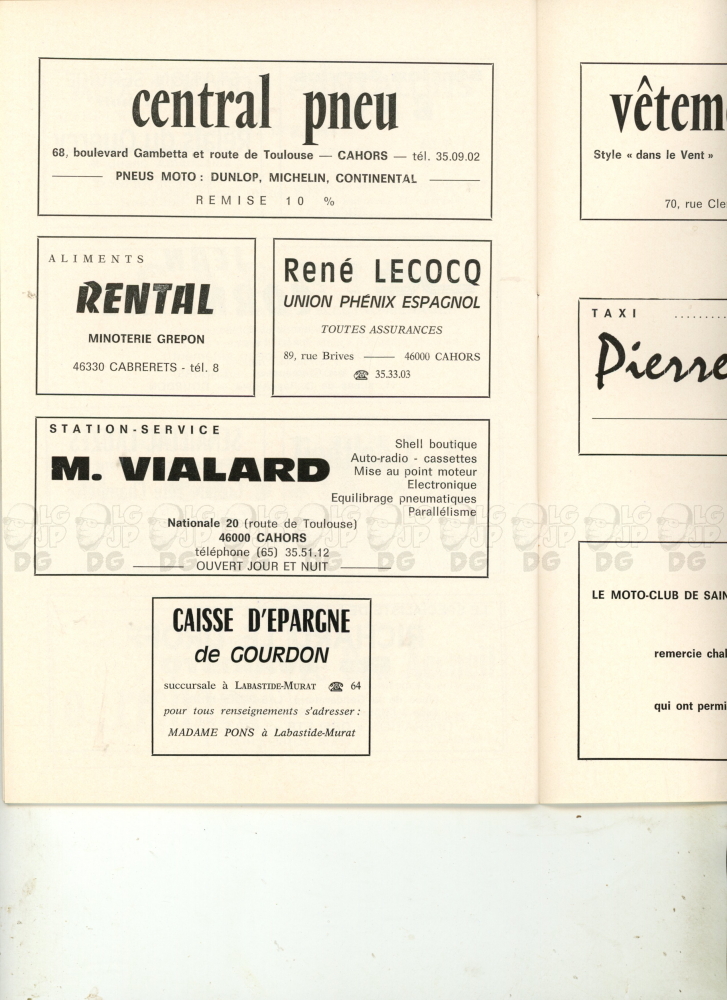 central pneu
68, boulevard Gambetta et route de Toulouse — CAHORS — tél. 35.09.02
PNEUS MOTO : DUNLOP, MICHELIN, CONTINENTAL
REMISE 10 %
ALIMENTS
RENTAL
MINOTERIE GREPON
46330 CABRERETS - tél. 8
René LECOCQ
UNION PHÉNIX ESPAGNOL
TOUTES ASSURANCES
89, rue Brives — 46000 CAHORS
☎ 35.33.03
STATION-SERVICE
M. VIALARD
Shell boutique
Auto-radio - cassettes
Mise au point moteur
Electronique
Equilibrage pneumatiques
Parallélisme
Nationale 20 (route de Toulouse)
46000 CAHORS
téléphone (65) 35.51.12
OUVERT JOUR ET NUIT
CAISSE D'EPARGNE
de GOURDON
succursale à LABASTIDE-MURAT ☎ 64
pour tous renseignements s'adresser :
MADAME PONS à Labastide-Murat
vêtem
Style « dans le Vent »
70, rue Cle
TAXI ........
Pierre
LE MOTO-CLUB DE SAIN
remercie chal
qui ont permi